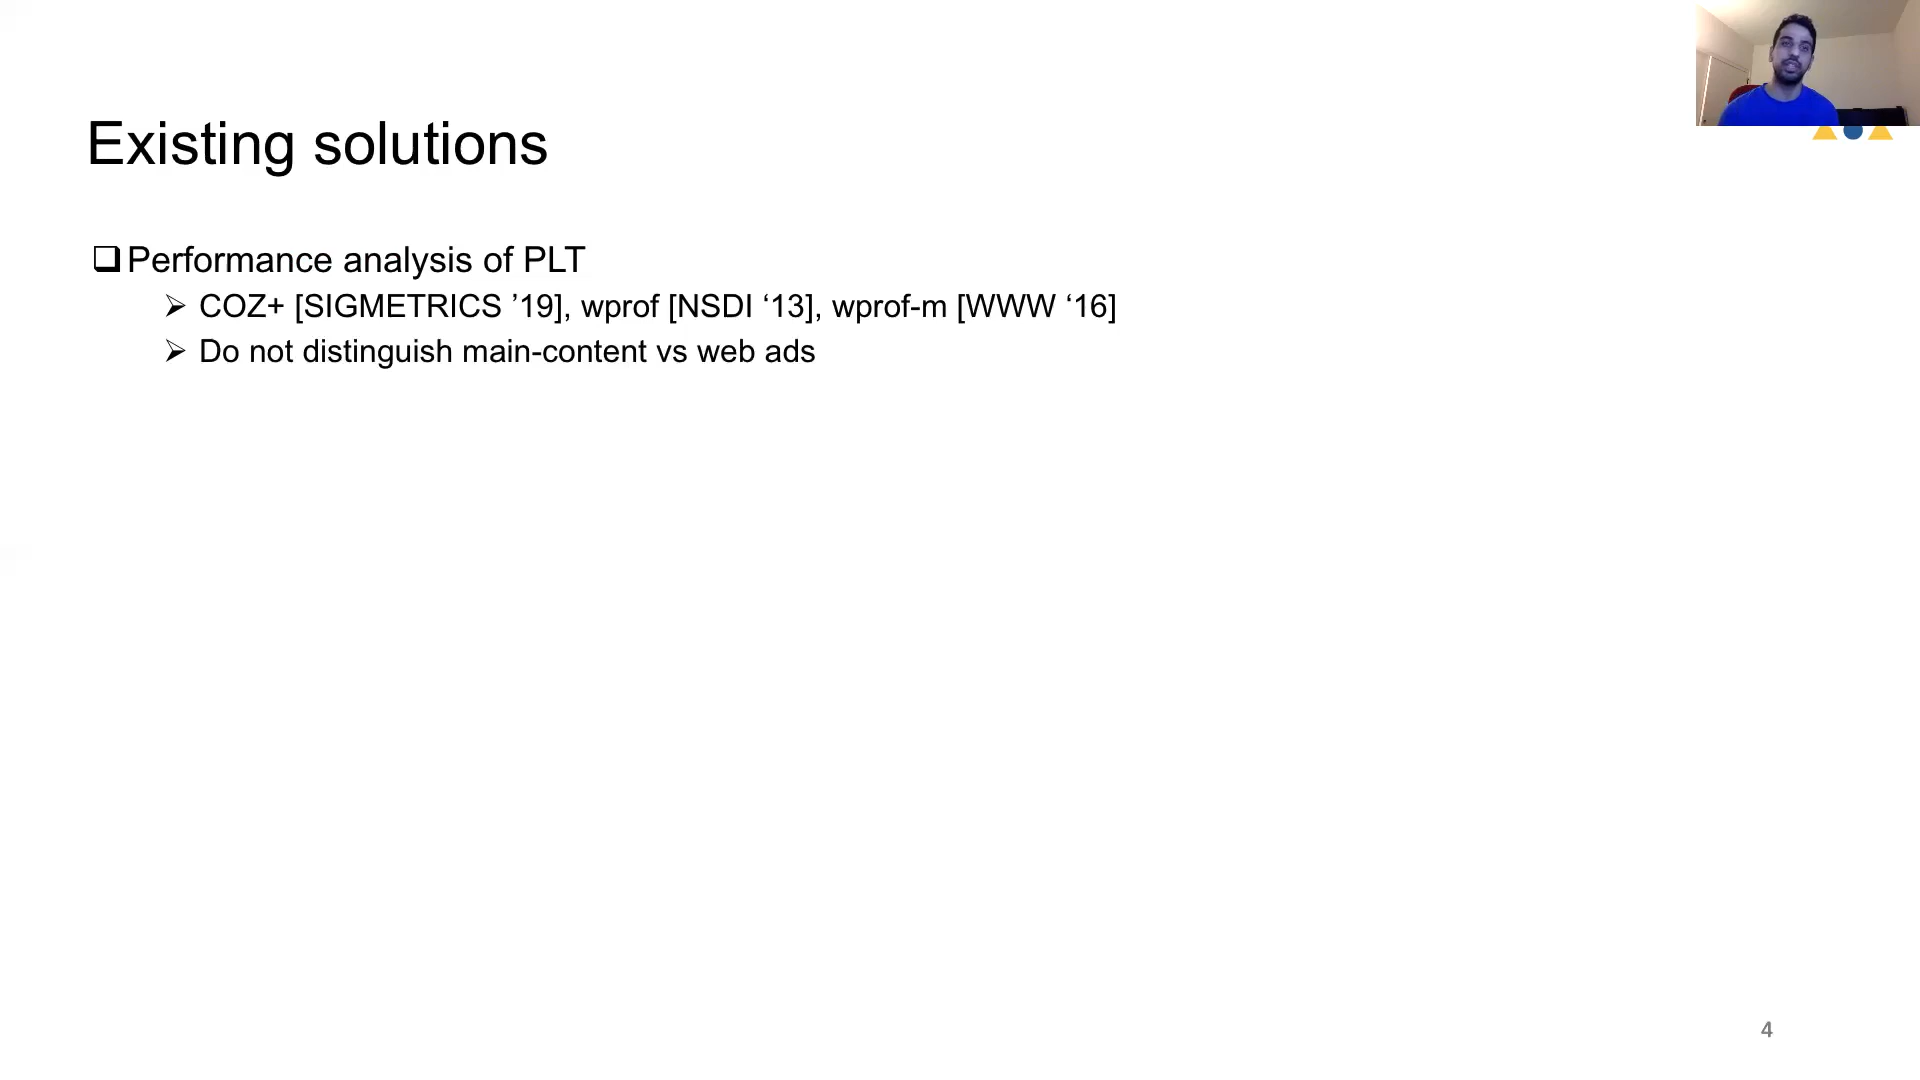 Existing solutions
Performance analysis of PLT
COZ+ [SIGMETRICS ’19], wprof [NSDI ‘13], wprof-m [WWW ‘16]
Do not distinguish main-content vs web ads
4